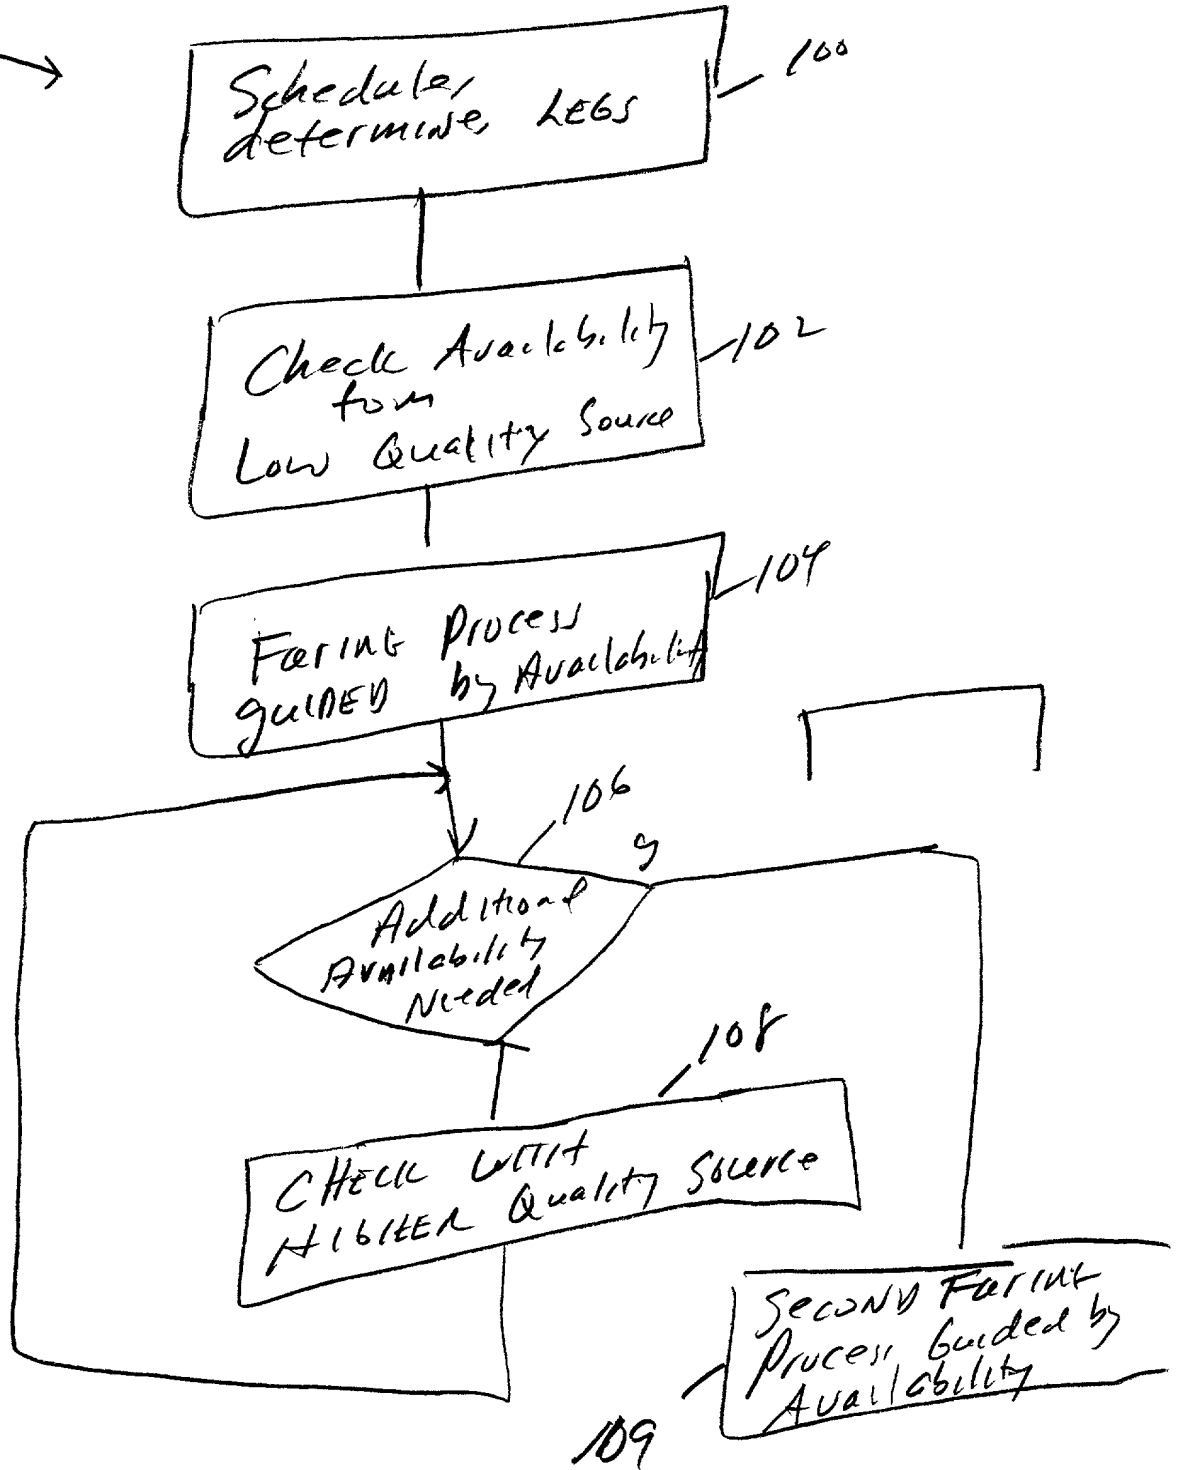 Scheduler
determine LEGS
100
Check Availability
from
Low Quality Source
102
Faring Process
guIDED by Availability
104
106
y
Additional
Availability
Needed
108
CHECK WITH
HIGHER Quality Source
SECOND Faring
Process Guided by
Availability
109